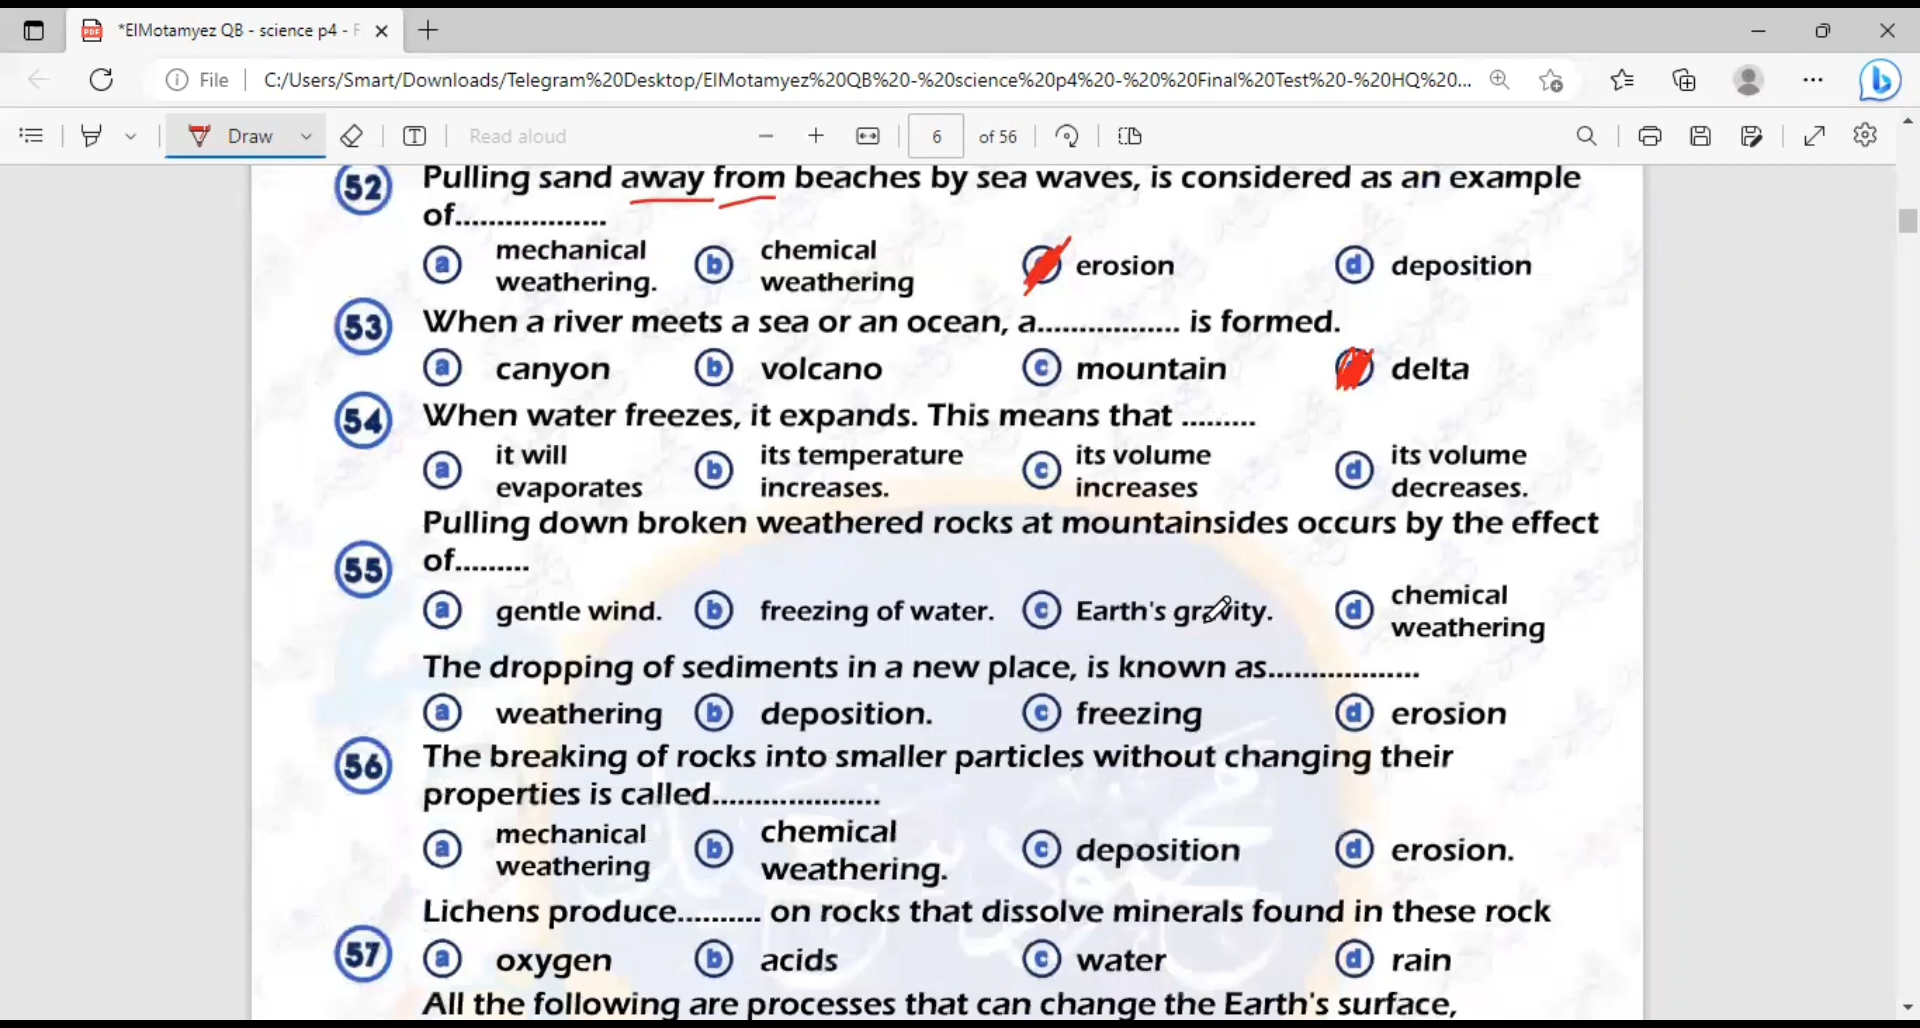 *ElMotamyez QB - science p4 - F
File
C:/Users/Smart/Downloads/Telegram%20Desktop/ElMotamyez%20QB%20-%20science%20p4%20-%20%20Final%20Test%20-%20HQ%20...
Draw
Read aloud
6 of 56
52 Pulling sand away from beaches by sea waves, is considered as an example
of..................
a mechanical weathering. b chemical weathering erosion d deposition
53 When a river meets a sea or an ocean, a................. is formed.
a canyon b volcano c mountain delta
54 When water freezes, it expands. This means that .........
a it will evaporates b its temperature increases. c its volume increases d its volume decreases.
Pulling down broken weathered rocks at mountainsides occurs by the effect
55 of.........
a gentle wind. b freezing of water. c Earth's gravity. d chemical weathering
The dropping of sediments in a new place, is known as..................
a weathering b deposition. c freezing d erosion
56 The breaking of rocks into smaller particles without changing their
properties is called....................
a mechanical weathering b chemical weathering. c deposition d erosion.
Lichens produce.......... on rocks that dissolve minerals found in these rock
57 a oxygen b acids c water d rain
All the following are processes that can change the Earth's surface,